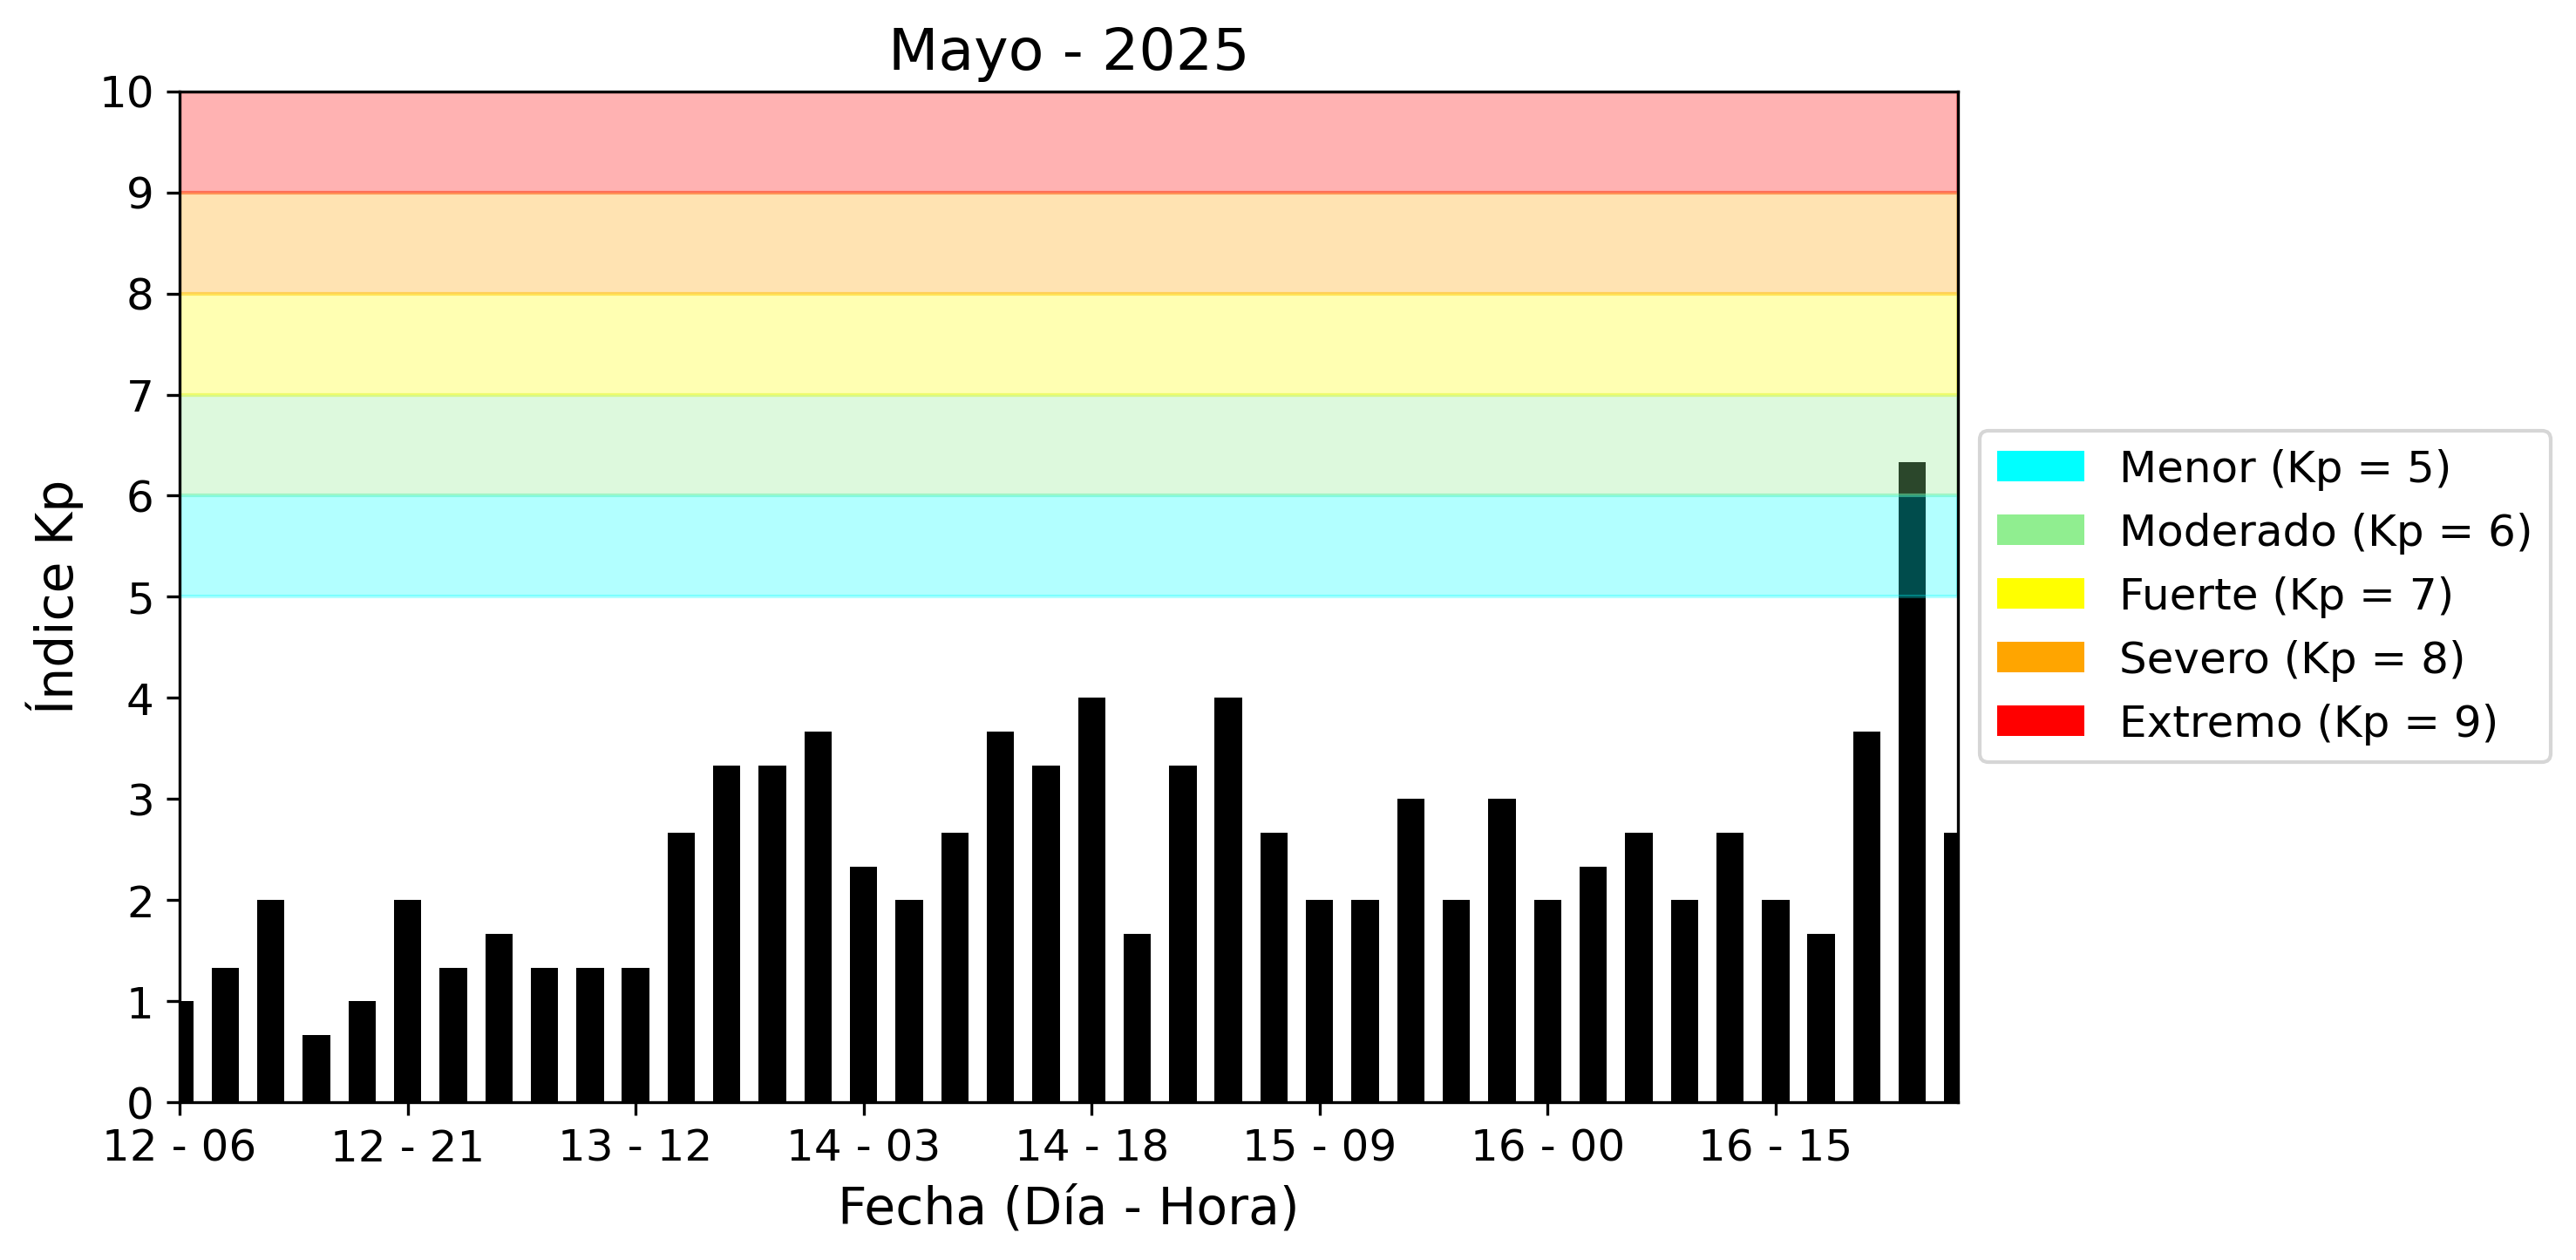 Mayo - 2025
10
9
8
7
6
5
4
3
2
1
0
Índice Kp
12 - 06 12 - 21 13 - 12 14 - 03 14 - 18 15 - 09 16 - 00 16 - 15
Fecha (Día - Hora)
Menor (Kp = 5)
Moderado (Kp = 6)
Fuerte (Kp = 7)
Severo (Kp = 8)
Extremo (Kp = 9)